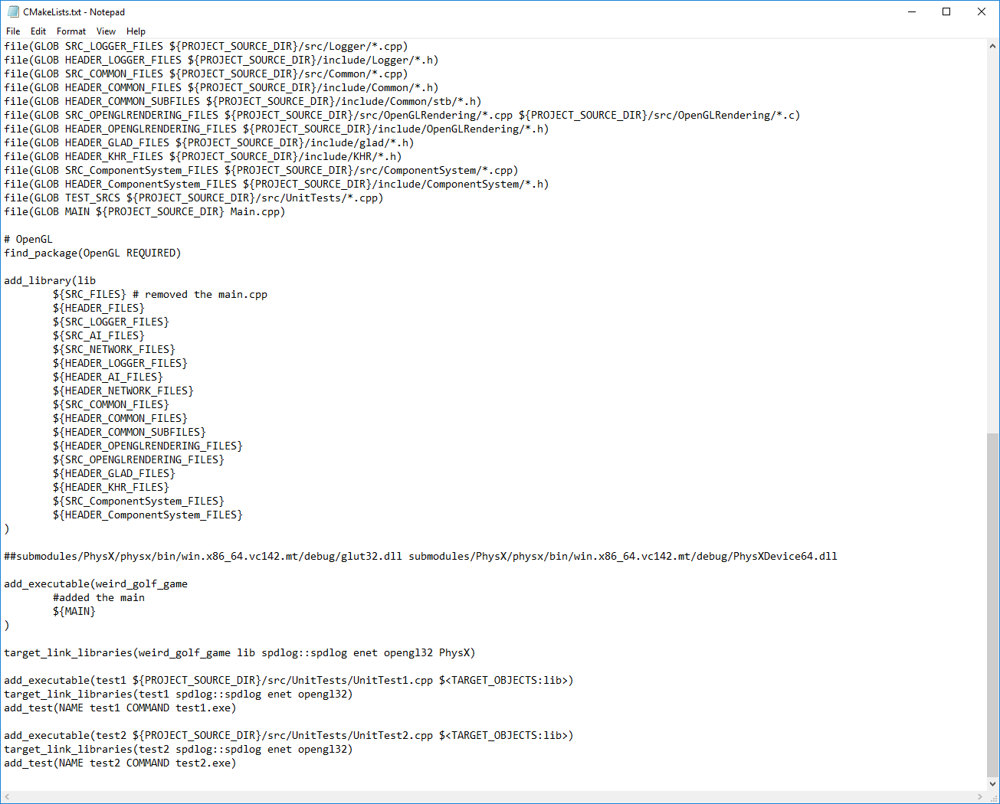 CMakeLists.txt - Notepad
File Edit Format View Help
file(GLOB SRC_LOGGER_FILES ${PROJECT_SOURCE_DIR}/src/Logger/*.cpp)
file(GLOB HEADER_LOGGER_FILES ${PROJECT_SOURCE_DIR}/include/Logger/*.h)
file(GLOB SRC_COMMON_FILES ${PROJECT_SOURCE_DIR}/src/Common/*.cpp)
file(GLOB HEADER_COMMON_FILES ${PROJECT_SOURCE_DIR}/include/Common/*.h)
file(GLOB HEADER_COMMON_SUBFILES ${PROJECT_SOURCE_DIR}/include/Common/stb/*.h)
file(GLOB SRC_OPENGLRENDERING_FILES ${PROJECT_SOURCE_DIR}/src/OpenGLRendering/*.cpp ${PROJECT_SOURCE_DIR}/src/OpenGLRendering/*.c)
file(GLOB HEADER_OPENGLRENDERING_FILES ${PROJECT_SOURCE_DIR}/include/OpenGLRendering/*.h)
file(GLOB HEADER_GLAD_FILES ${PROJECT_SOURCE_DIR}/include/glad/*.h)
file(GLOB HEADER_KHR_FILES ${PROJECT_SOURCE_DIR}/include/KHR/*.h)
file(GLOB SRC_ComponentSystem_FILES ${PROJECT_SOURCE_DIR}/src/ComponentSystem/*.cpp)
file(GLOB HEADER_ComponentSystem_FILES ${PROJECT_SOURCE_DIR}/include/ComponentSystem/*.h)
file(GLOB TEST_SRCS ${PROJECT_SOURCE_DIR}/src/UnitTests/*.cpp)
file(GLOB MAIN ${PROJECT_SOURCE_DIR} Main.cpp)
# OpenGL
find_package(OpenGL REQUIRED)
add_library(lib
${SRC_FILES} # removed the main.cpp
${HEADER_FILES}
${SRC_LOGGER_FILES}
${SRC_AI_FILES}
${SRC_NETWORK_FILES}
${HEADER_LOGGER_FILES}
${HEADER_AI_FILES}
${HEADER_NETWORK_FILES}
${SRC_COMMON_FILES}
${HEADER_COMMON_FILES}
${HEADER_COMMON_SUBFILES}
${HEADER_OPENGLRENDERING_FILES}
${SRC_OPENGLRENDERING_FILES}
${HEADER_GLAD_FILES}
${HEADER_KHR_FILES}
${SRC_ComponentSystem_FILES}
${HEADER_ComponentSystem_FILES}
)
##submodules/PhysX/physx/bin/win.x86_64.vc142.mt/debug/glut32.dll submodules/PhysX/physx/bin/win.x86_64.vc142.mt/debug/PhysXDevice64.dll
add_executable(weird_golf_game
#added the main
${MAIN}
)
target_link_libraries(weird_golf_game lib spdlog::spdlog enet opengl32 PhysX)
add_executable(test1 ${PROJECT_SOURCE_DIR}/src/UnitTests/UnitTest1.cpp $<TARGET_OBJECTS:lib>)
target_link_libraries(test1 spdlog::spdlog enet opengl32)
add_test(NAME test1 COMMAND test1.exe)
add_executable(test2 ${PROJECT_SOURCE_DIR}/src/UnitTests/UnitTest2.cpp $<TARGET_OBJECTS:lib>)
target_link_libraries(test2 spdlog::spdlog enet opengl32)
add_test(NAME test2 COMMAND test2.exe)